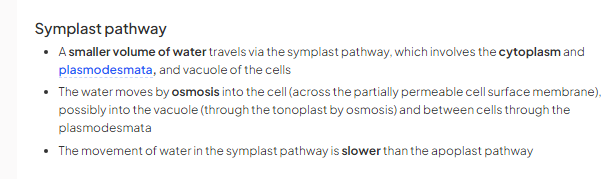 Symplast pathway
A smaller volume of water travels via the symplast pathway, which involves the cytoplasm and
plasmodesmata, and vacuole of the cells
The water moves by osmosis into the cell (across the partially permeable cell surface membrane),
possibly into the vacuole (through the tonoplast by osmosis) and between cells through the
plasmodesmata
The movement of water in the symplast pathway is slower than the apoplast pathway